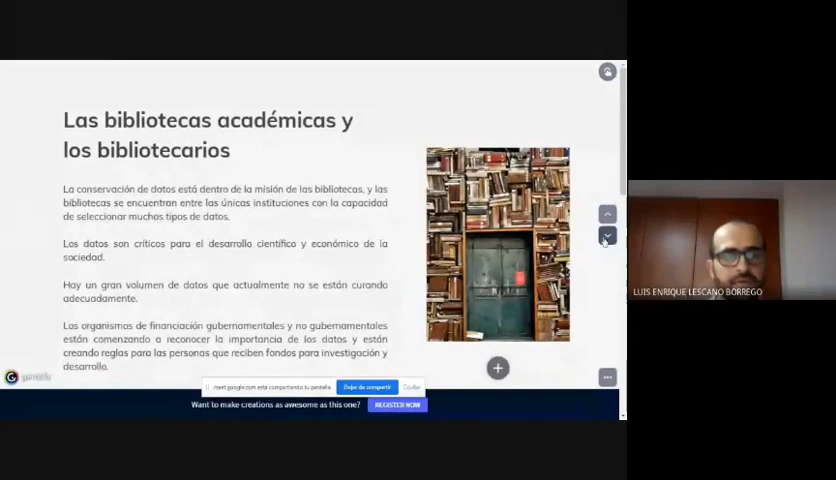 Las bibliotecas académicas y
los bibliotecarios
La conservación de datos está dentro de la misión de las bibliotecas, y las
bibliotecas se encuentran entre las únicas instituciones con la capacidad
de seleccionar muchos tipos de datos.
Los datos son críticos para el desarrollo científico y económico de la
sociedad.
Hay un gran volumen de datos que actualmente no se están curando
adecuadamente.
Los organismos de financiación gubernamentales y no gubernamentales
están comenzando a reconocer la importancia de los datos y están
creando reglas para las personas que reciben fondos para investigación y
desarrollo.
genially
meet.google.com está compartiendo tu pantalla.
Dejar de compartir
Ocultar
Want to make creations as awesome as this one?
REGISTER NOW
LUIS ENRIQUE LESCANO BORREGO